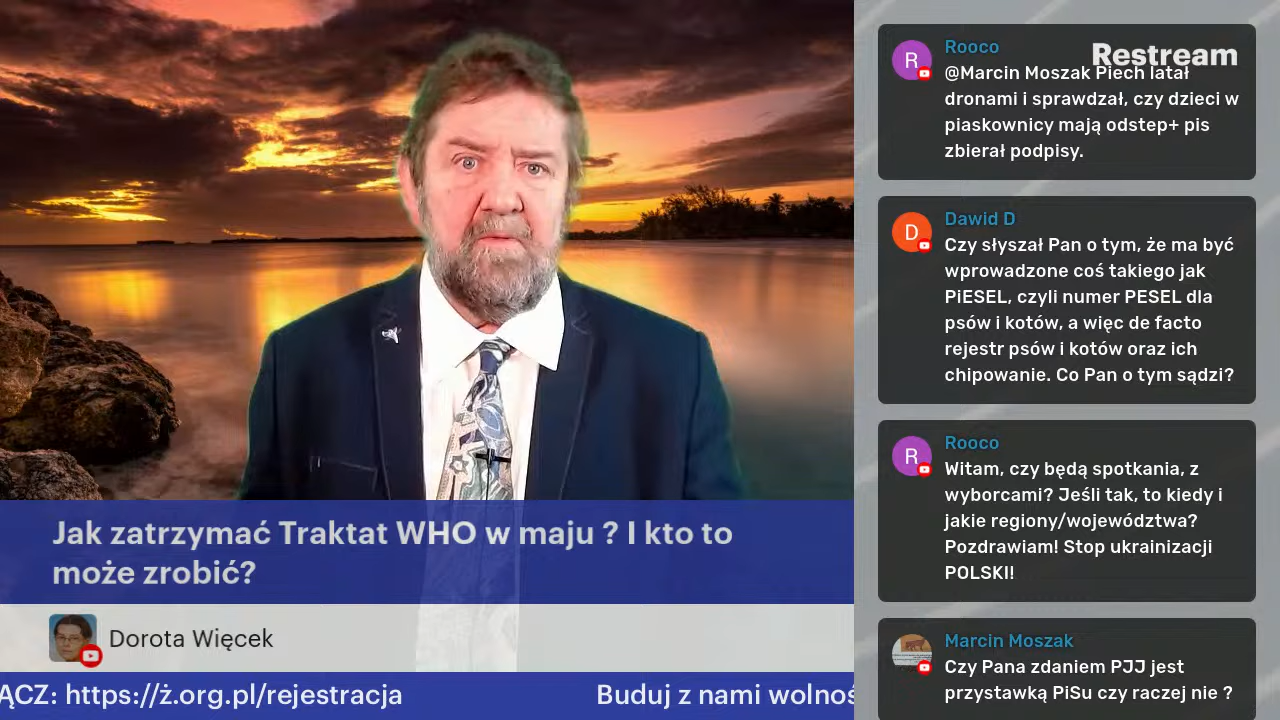 Jak zatrzymać Traktat WHO w maju ? I kto to
może zrobić?
Dorota Więcek
ĄCZ: https://ż.org.pl/rejestracja
Buduj z nami wolnoś
Restream
R
Rooco
@Marcin Moszak Piech latał
dronami i sprawdzał, czy dzieci w
piaskownicy mają odstep+ pis
zbierał podpisy.
D
Dawid D
Czy słyszał Pan o tym, że ma być
wprowadzone coś takiego jak
PiESEL, czyli numer PESEL dla
psów i kotów, a więc de facto
rejestr psów i kotów oraz ich
chipowanie. Co Pan o tym sądzi?
R
Rooco
Witam, czy będą spotkania, z
wyborcami? Jeśli tak, to kiedy i
jakie regiony/województwa?
Pozdrawiam! Stop ukrainizacji
POLSKI!
Marcin Moszak
Czy Pana zdaniem PJJ jest
przystawką PiSu czy raczej nie ?